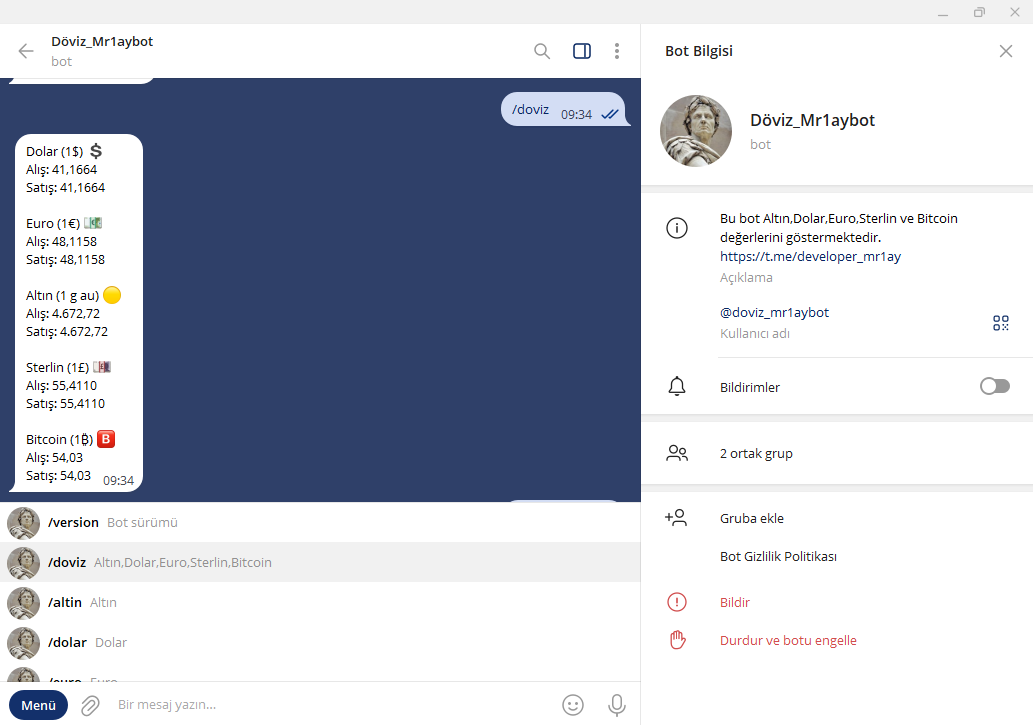 Döviz_Mr1aybot
bot
/doviz 09:34
Dolar (1$)
Alış: 41,1664
Satış: 41,1664
Euro (1€)
Alış: 48,1158
Satış: 48,1158
Altın (1 g au)
Alış: 4.672,72
Satış: 4.672,72
Sterlin (1£)
Alış: 55,4110
Satış: 55,4110
Bitcoin (1₿) B
Alış: 54,03
Satış: 54,03 09:34
/version Bot sürümü
/doviz Altın,Dolar,Euro,Sterlin,Bitcoin
/altin Altın
/dolar Dolar
/euro Euro
Menü Bir mesaj yazın...
Bot Bilgisi
Döviz_Mr1aybot
bot
Bu bot Altın,Dolar,Euro,Sterlin ve Bitcoin
değerlerini göstermektedir.
https://t.me/developer_mr1ay
Açıklama
@doviz_mr1aybot
Kullanıcı adı
Bildirimler
2 ortak grup
Gruba ekle
Bot Gizlilik Politikası
Bildir
Durdur ve botu engelle